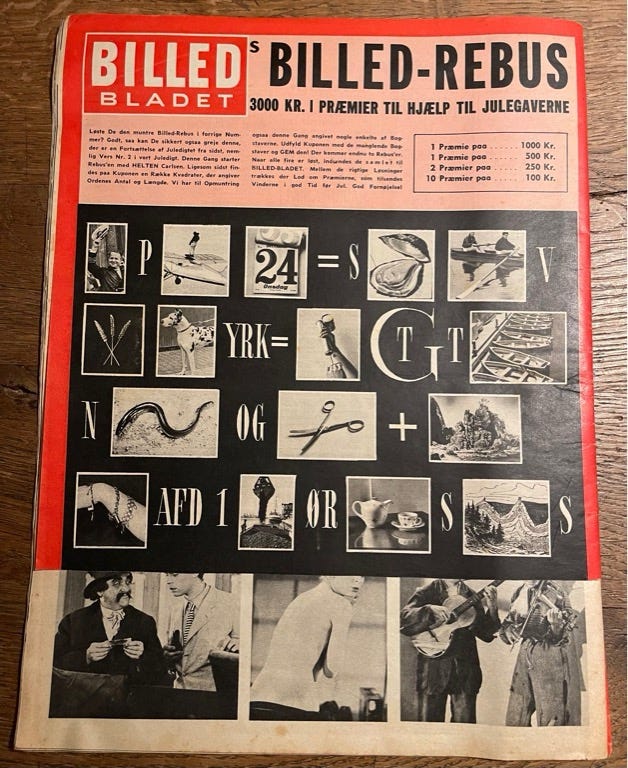 BILLED
BLADET
S BILLED-REBUS
3000 KR. I PRÆMIER TIL HJÆLP TIL JULEGAVERNE
Løste De den muntre Billed-Rebus i forrige Num-
mer? Godt, saa kan De sikkert ogsaa greje denne,
der er en Fortsættelse af Juledigtet fra sidst, nem-
lig Vers Nr. 2 i vort Juledigt. Denne Gang starter
Rebus'en med HELTEN Carlsen. Ligesom sidst fin-
des paa Kuponen en Række Kvadrater, der angiver
Ordenes Antal og Længde. Vi har til Opmuntring
ogsaa denne Gang angivet nogle enkelte af Bog-
staverne. Udfyld Kuponen med de manglende Bog-
staver og GEM den! Der kommer endnu to Rebus'er.
Naar alle fire er løst, indsendes de samlet til
BILLED-BLADET. Mellem de rigtige Løsninger
trækkes der Lod om Præmierne, som tilsendes
Vinderne i god Tid før Jul. God Fornøjelse!
1 Præmie paa ...... 1000 Kr.
1 Præmie paa ...... 500 Kr.
2 Præmier paa ..... 250 Kr.
10 Præmier paa ..... 100 Kr.
P 24 Onsdag = S V
YRK= G T T
N OG +
AFD 1 ØR S S